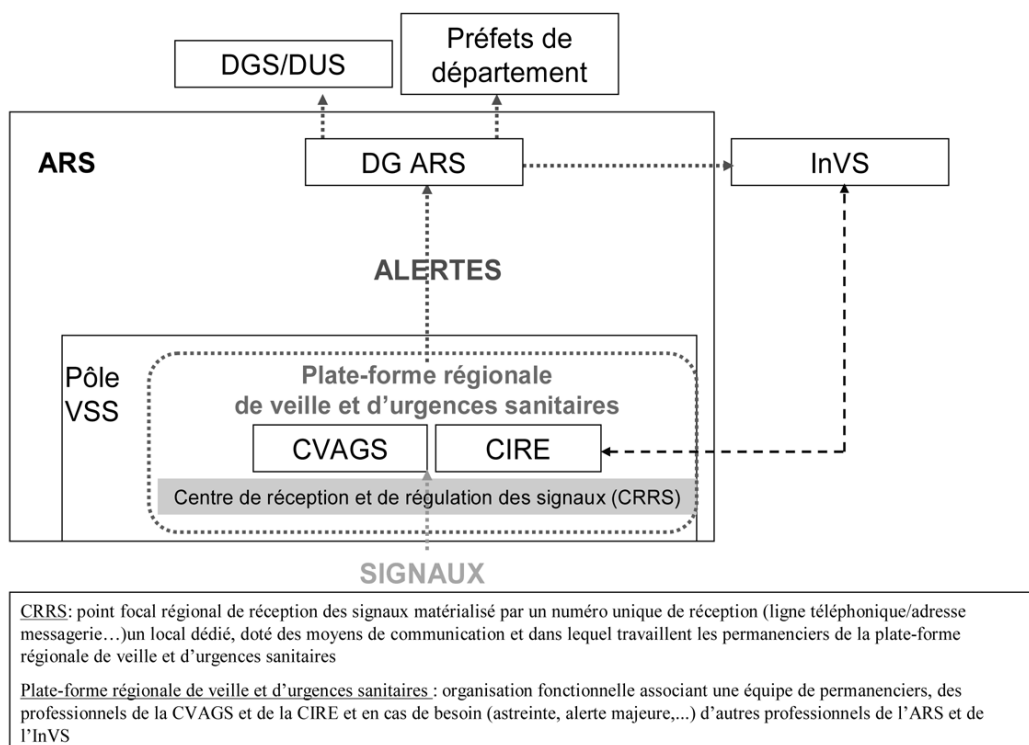 DGS/DUS
Préfets de
département
ARS
DG ARS
InVS
ALERTES
Pôle
VSS
Plate-forme régionale
de veille et d'urgences sanitaires
CVAGS
CIRE
Centre de réception et de régulation des signaux (CRRS)
SIGNAUX
CRRS: point focal régional de réception des signaux matérialisé par un numéro unique de réception (ligne téléphonique/adresse
messagerie…)un local dédié, doté des moyens de communication et dans lequel travaillent les permanenciers de la plate-forme
régionale de veille et d'urgences sanitaires
Plate-forme régionale de veille et d'urgences sanitaires : organisation fonctionnelle associant une équipe de permanenciers, des
professionnels de la CVAGS et de la CIRE et en cas de besoin (astreinte, alerte majeure,...) d'autres professionnels de l'ARS et de
l'InVS